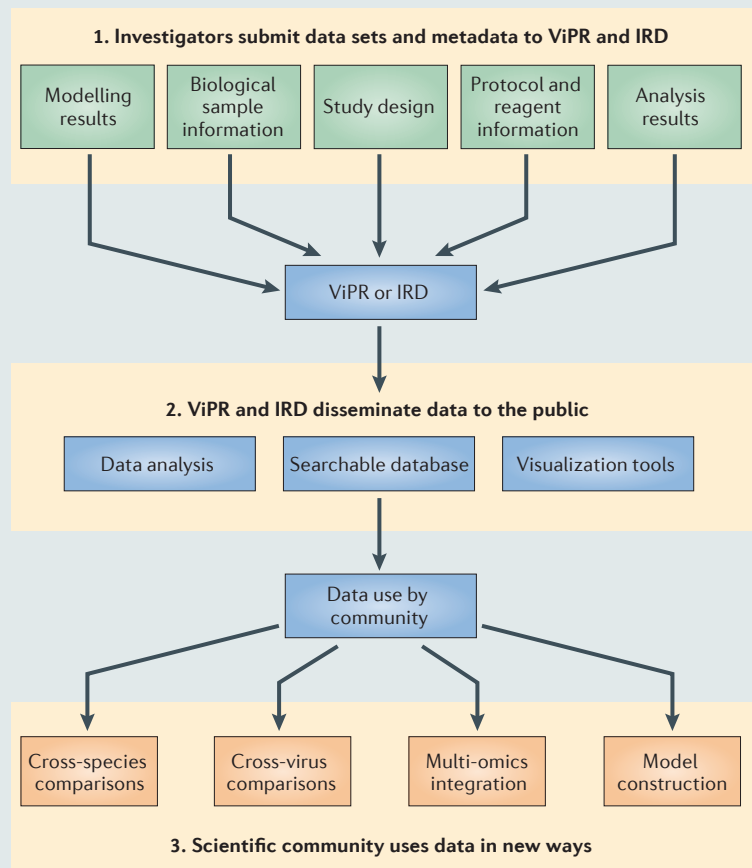 1. Investigators submit data sets and metadata to ViPR and IRD
Modelling
results
Biological
sample
information
Study design
Protocol and
reagent
information
Analysis
results
ViPR or IRD
2. ViPR and IRD disseminate data to the public
Data analysis
Searchable database
Visualization tools
Data use by
community
Cross-species
comparisons
Cross-virus
comparisons
Multi-omics
integration
Model
construction
3. Scientific community uses data in new ways